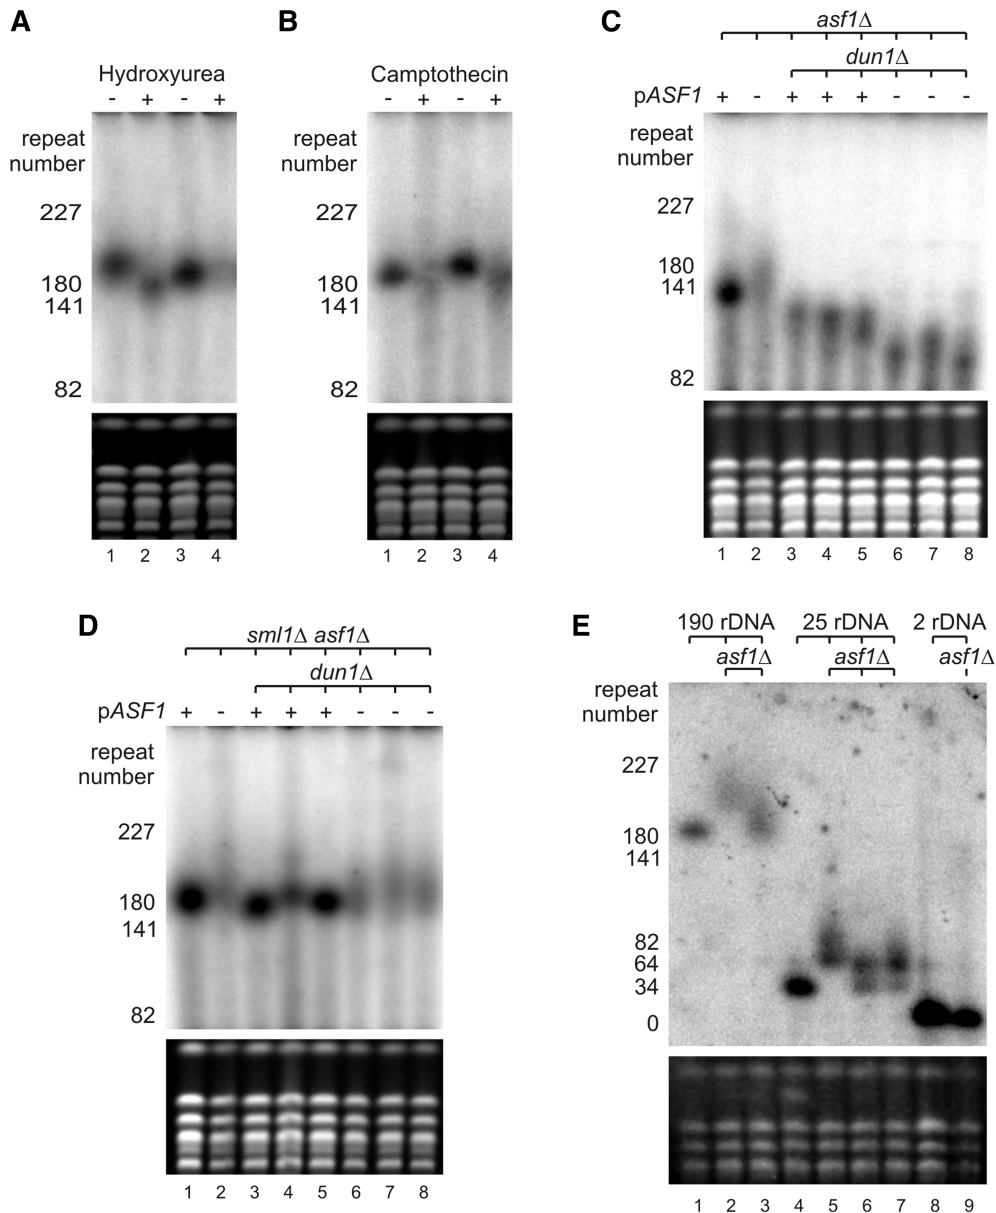 A
Hydroxyurea
- + - +
repeat
number
227
180
141
82
1 2 3 4
B
Camptothecin
- + - +
repeat
number
227
180
141
82
1 2 3 4
C
asf1Δ
dun1Δ
pASF1 + - + + + - - -
repeat
number
227
180
141
82
1 2 3 4 5 6 7 8
D
sml1Δ asf1Δ
dun1Δ
pASF1 + - + + + - - -
repeat
number
227
180
141
82
1 2 3 4 5 6 7 8
E
190 rDNA 25 rDNA 2 rDNA
asf1Δ asf1Δ asf1Δ
repeat
number
227
180
141
82
64
34
0
1 2 3 4 5 6 7 8 9